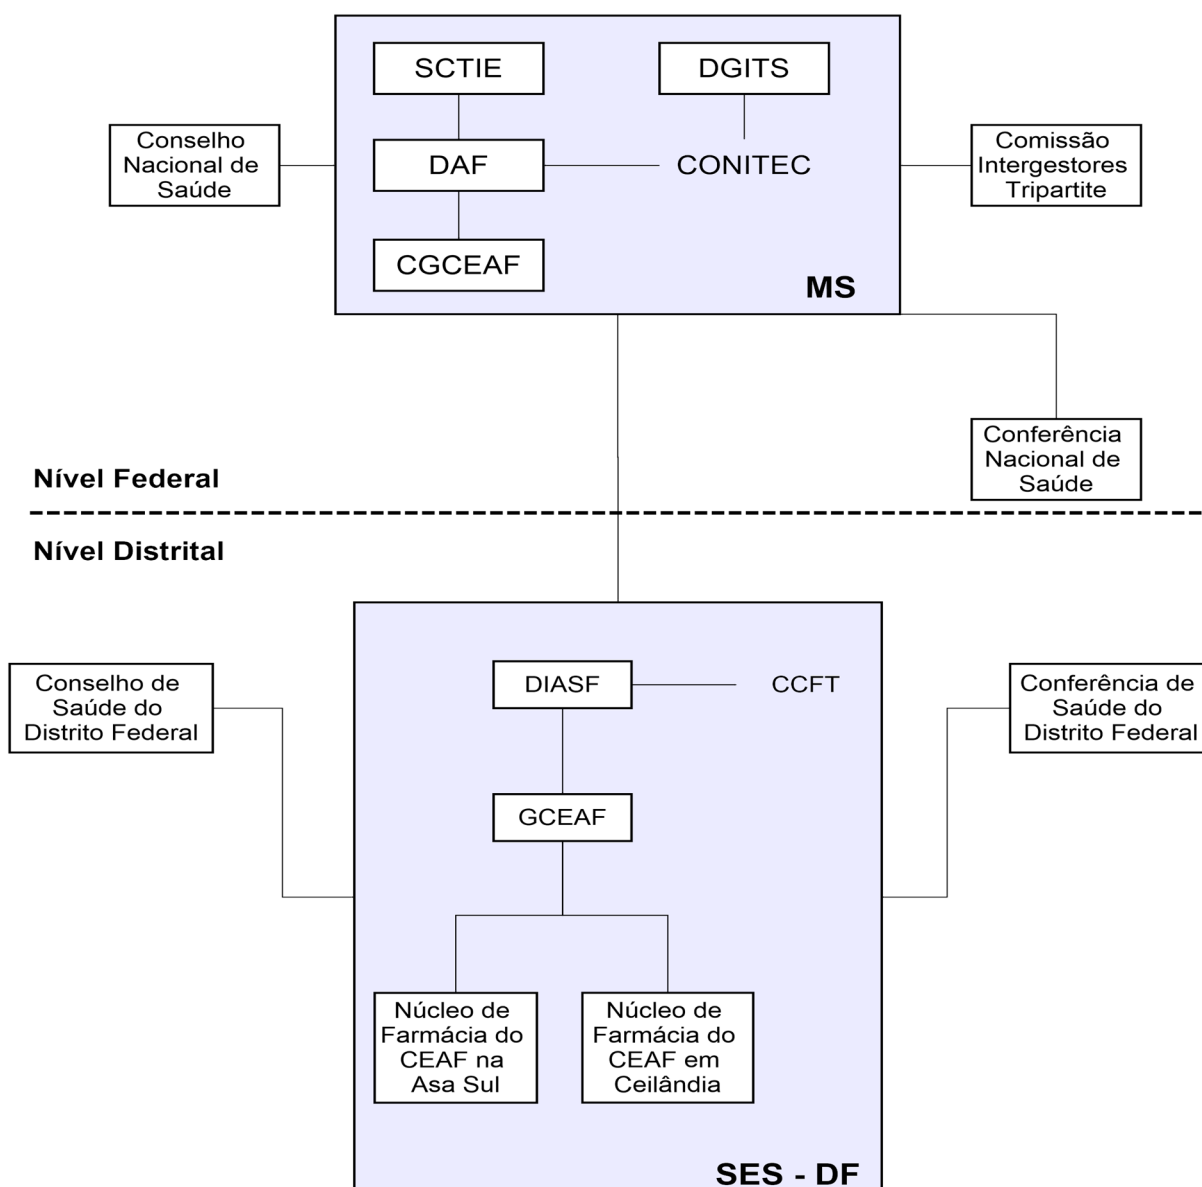 SCTIE
DGITS
Conselho
Nacional de
Saúde
DAF
CONITEC
Comissão
Intergestores
Tripartite
CGCEAF
MS
Conferência
Nacional de
Saúde
Nível Federal
Nível Distrital
Conselho de
Saúde do
Distrito Federal
DIASF
CCFT
Conferência de
Saúde do
Distrito Federal
GCEAF
Núcleo de
Farmácia do
CEAF na
Asa Sul
Núcleo de
Farmácia do
CEAF em
Ceilândia
SES - DF